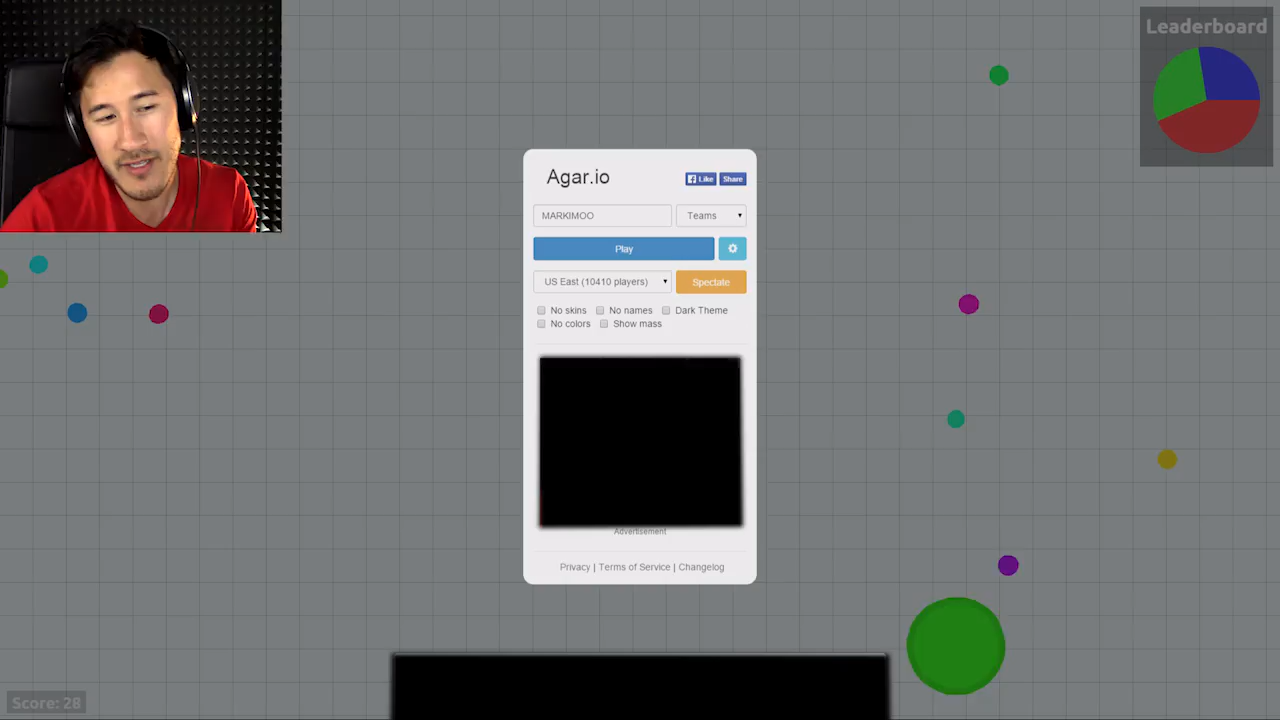 Leaderboard
Agar.io
Like Share
MARKIMOO Teams
Play
US East (10410 players) Spectate
No skins No names Dark Theme
No colors Show mass
Advertisement
Privacy | Terms of Service | Changelog
Score: 28